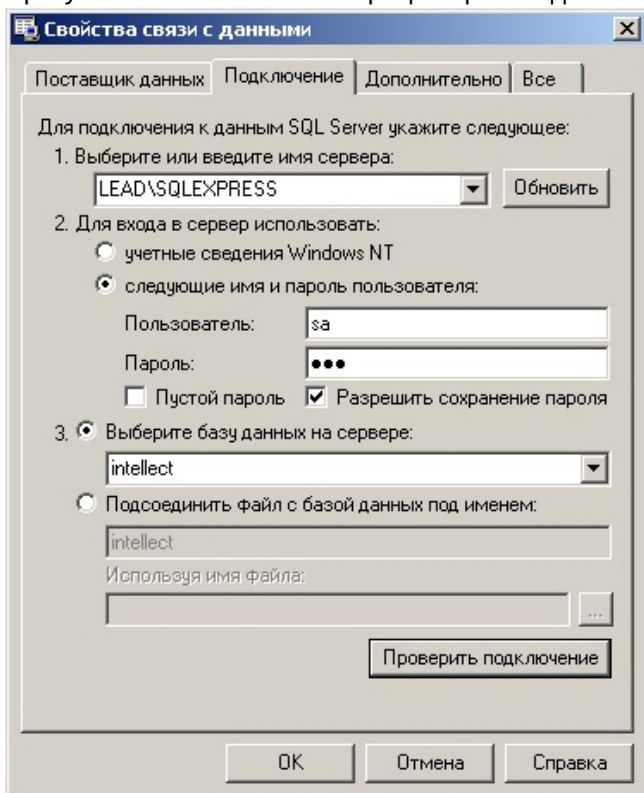 Свойства связи с данными
Поставщик данных Подключение Дополнительно Все
Для подключения к данным SQL Server укажите следующее:
1. Выберите или введите имя сервера:
LEAD\SQLEXPRESS Обновить
2. Для входа в сервер использовать:
учетные сведения Windows NT
следующие имя и пароль пользователя:
Пользователь: sa
Пароль: ●●●
Пустой пароль Разрешить сохранение пароля
3. Выберите базу данных на сервере:
intellect
Подсоединить файл с базой данных под именем:
intellect
Используя имя файла:
...
Проверить подключение
OK Отмена Справка